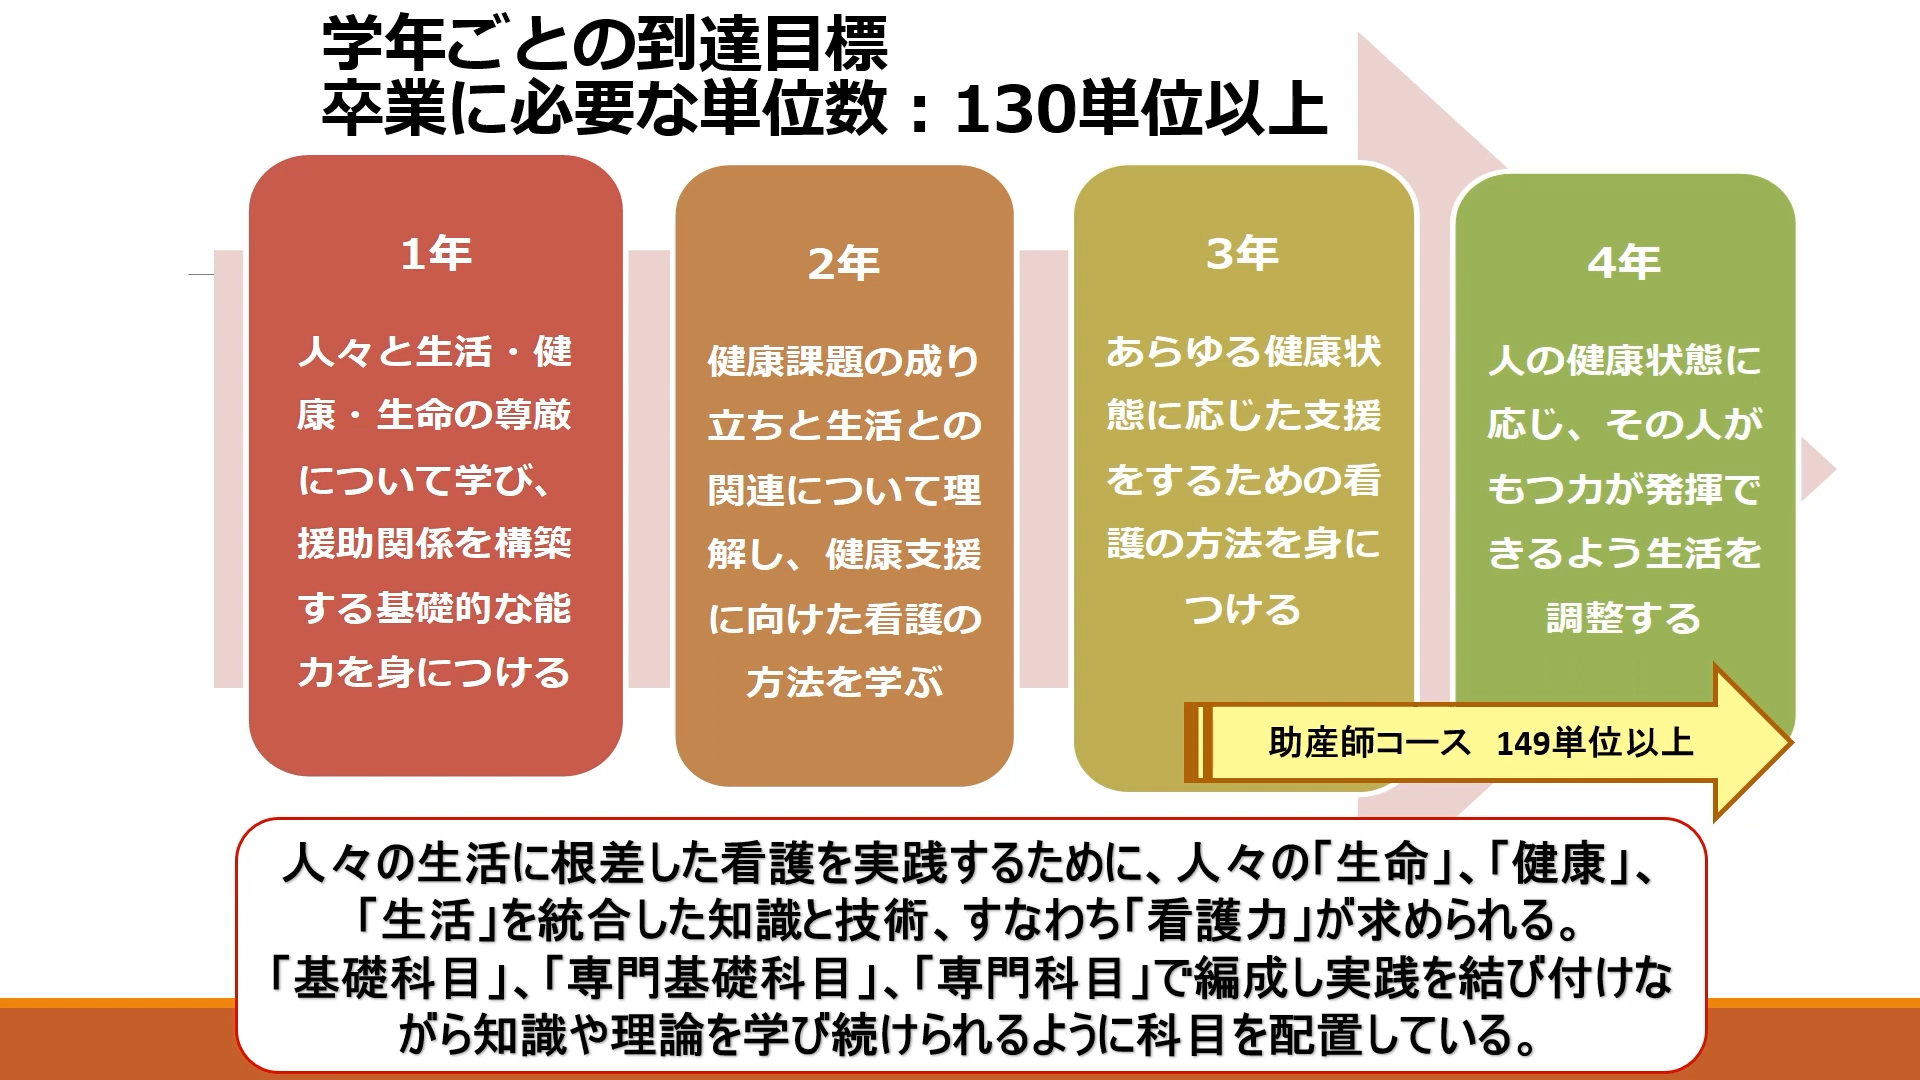 学年ごとの到達目標
卒業に必要な単位数：130単位以上
1年
人々と生活・健
康・生命の尊厳
について学び、
援助関係を構築
する基礎的な能
力を身につける
2年
健康課題の成り
立ちと生活との
関連について理
解し、健康支援
に向けた看護の
方法を学ぶ
3年
あらゆる健康状
態に応じた支援
をするための看
護の方法を身に
つける
4年
人の健康状態に
応じ、その人が
もつ力が発揮で
きるよう生活を
調整する
助産師コース　149単位以上
人々の生活に根差した看護を実践するために、人々の「生命」、「健康」、
「生活」を統合した知識と技術、すなわち「看護力」が求められる。
「基礎科目」、「専門基礎科目」、「専門科目」で編成し実践を結び付けな
がら知識や理論を学び続けられるように科目を配置している。